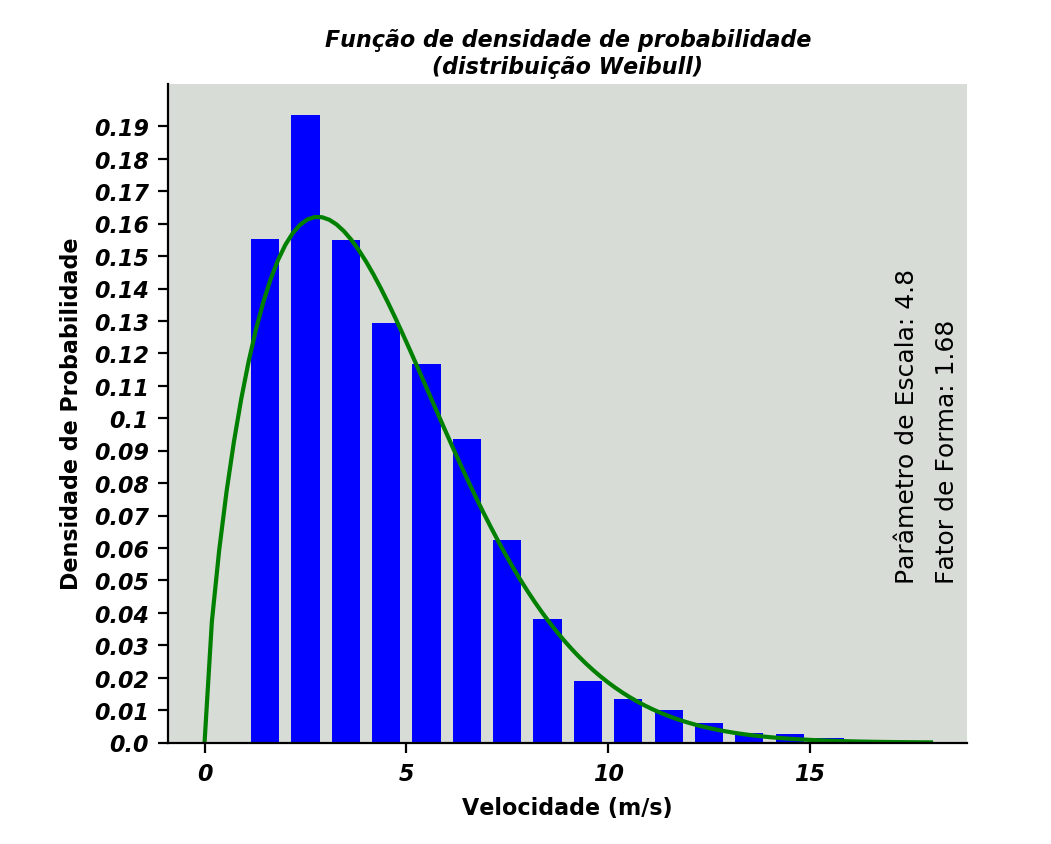 Função de densidade de probabilidade
(distribuição Weibull)
Densidade de Probabilidade
0.19
0.18
0.17
0.16
0.15
0.14
0.13
0.12
0.11
0.1
0.09
0.08
0.07
0.06
0.05
0.04
0.03
0.02
0.01
0.0
Parâmetro de Escala: 4.8
Fator de Forma: 1.68
0 5 10 15
Velocidade (m/s)